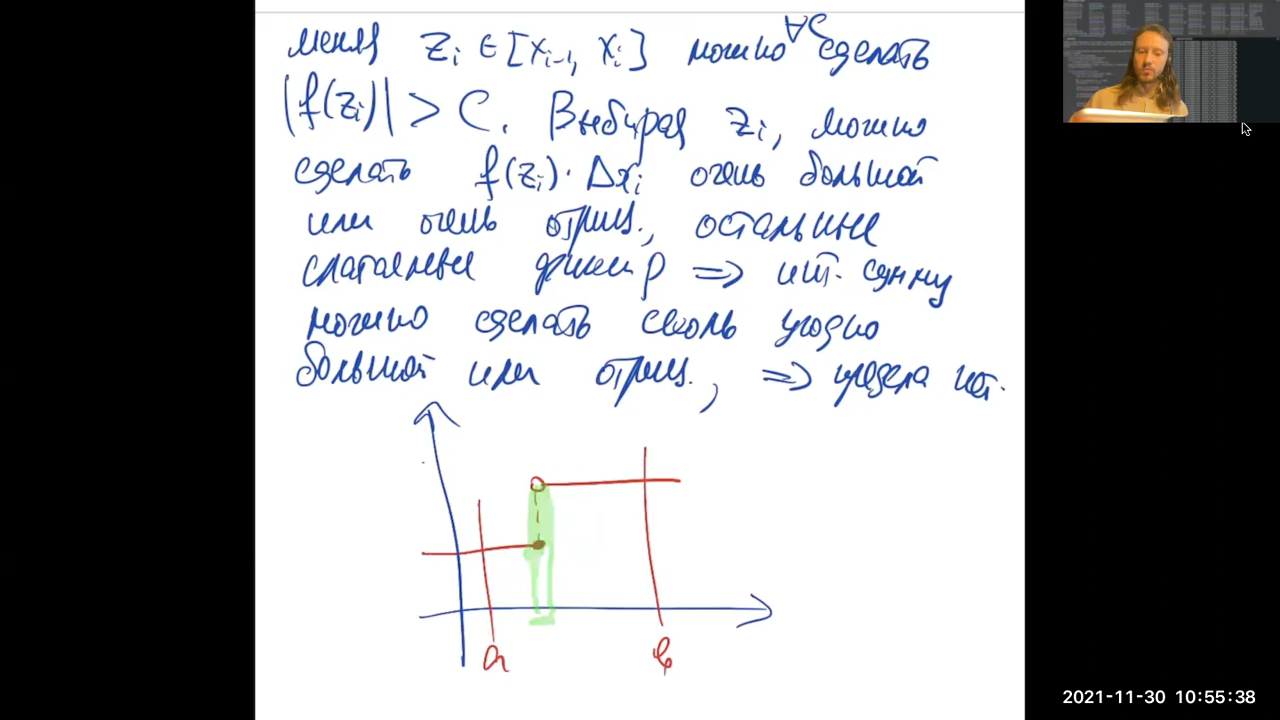 меняя zᵢ ∈ [xᵢ₋₁, xᵢ] можно ∀C сделать
|f(zᵢ)| > C. Выбирая zᵢ, можно
сделать f(zᵢ)·Δxᵢ очень большой
или очень отриц., остальные
слагаемые фикс-р ⇒ инт. сумму
можно сделать сколь угодно
большой или отриц., ⇒ предела нет.
a b
2021-11-30 10:55:38